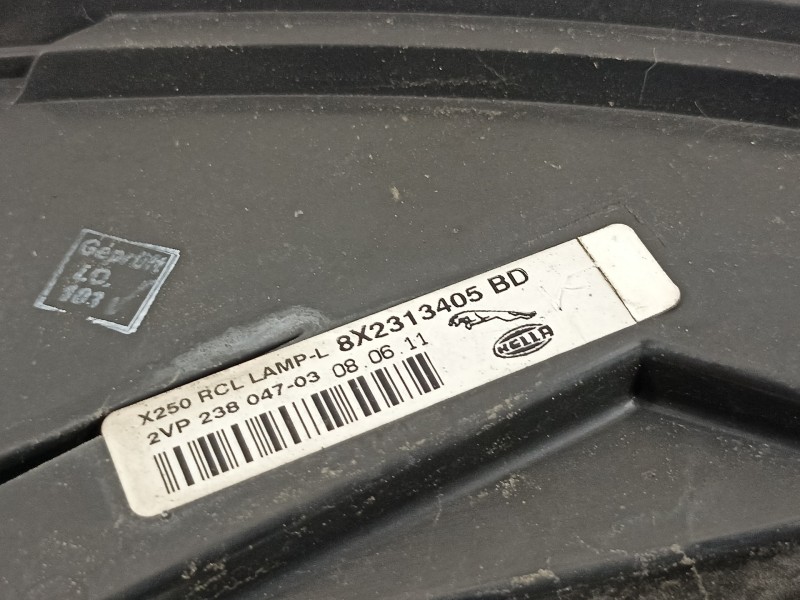 Geprüft
I.O.
X250 RCL LAMP-L 8X2313405 BD
2VP 238 047-03 08.06.11
HELLA